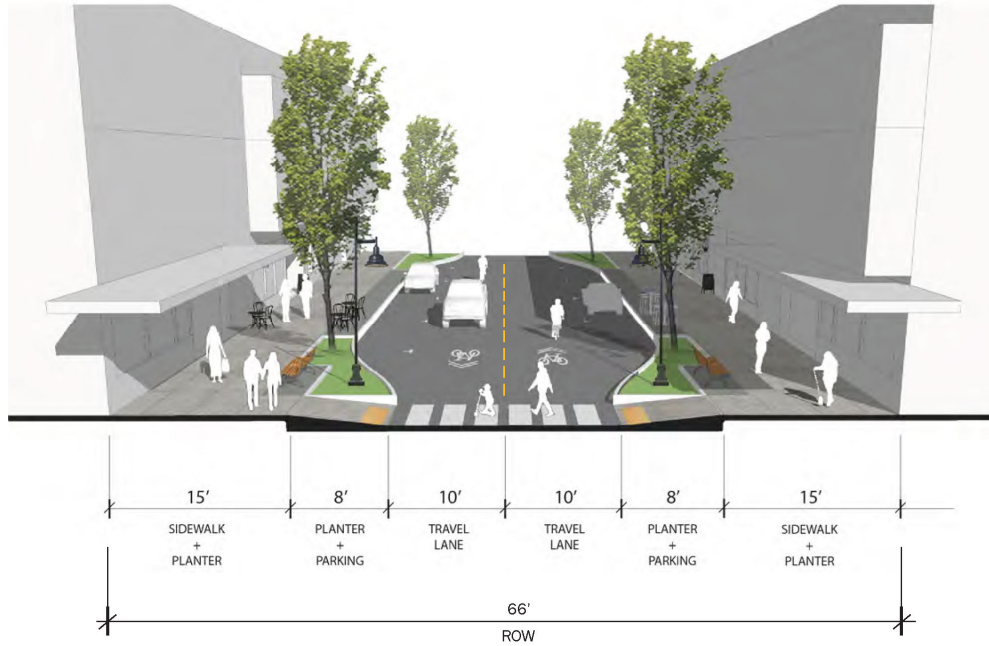 15' 8' 10' 10' 8' 15'
SIDEWALK
+
PLANTER
PLANTER
+
PARKING
TRAVEL
LANE
TRAVEL
LANE
PLANTER
+
PARKING
SIDEWALK
+
PLANTER
66'
ROW